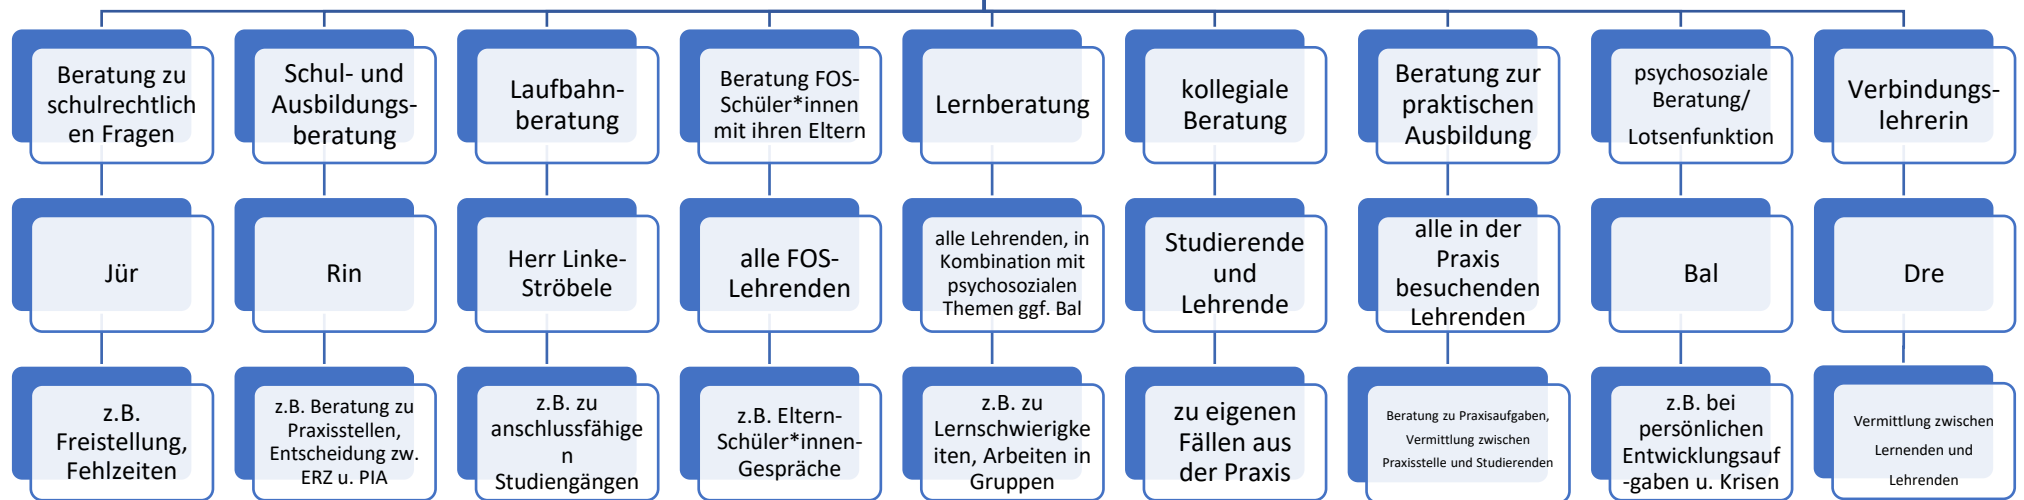 Beratung zu
schulrechtlich
en Fragen
Schul- und
Ausbildungs-
beratung
Laufbahn-
beratung
Beratung FOS-
Schüler*innen
mit ihren Eltern
Lernberatung
kollegiale
Beratung
Beratung zur
praktischen
Ausbildung
psychosoziale
Beratung/
Lotsenfunktion
Verbindungs-
lehrerin
Jür
Rin
Herr Linke-
Ströbele
alle FOS-
Lehrenden
alle Lehrenden, in
Kombination mit
psychosozialen
Themen ggf. Bal
Studierende
und
Lehrende
alle in der
Praxis
besuchenden
Lehrenden
Bal
Dre
z.B.
Freistellung,
Fehlzeiten
z.B. Beratung zu
Praxisstellen,
Entscheidung zw.
ERZ u. PIA
z.B. zu
anschlussfähige
n
Studiengängen
z.B. Eltern-
Schüler*innen-
Gespräche
z.B. zu
Lernschwierigke
iten, Arbeiten in
Gruppen
zu eigenen
Fällen aus
der Praxis
Beratung zu Praxisaufgaben,
Vermittlung zwischen
Praxisstelle und Studierenden
z.B. bei
persönlichen
Entwicklungsauf
-gaben u. Krisen
Vermittlung zwischen
Lernenden und
Lehrenden